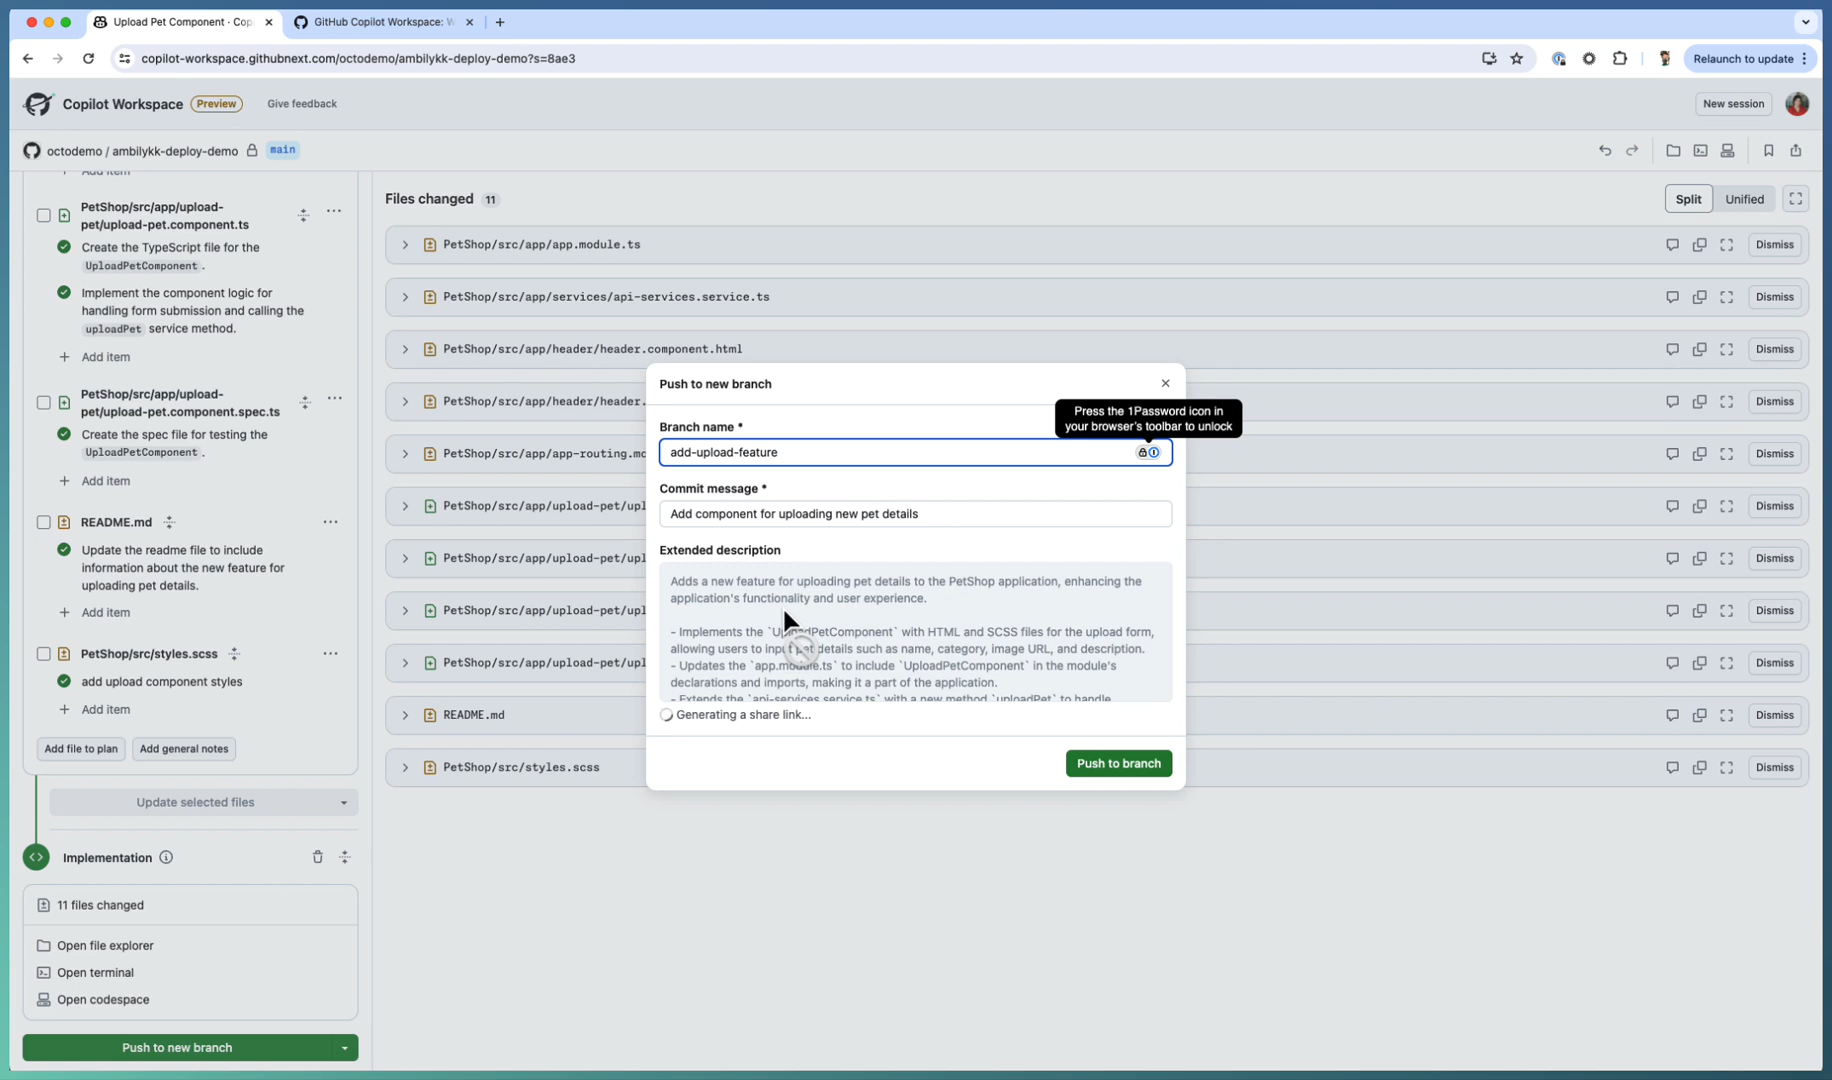 Upload Pet Component · Cop
GitHub Copilot Workspace: W
copilot-workspace.githubnext.com/octodemo/ambilykk-deploy-demo?s=8ae3
Relaunch to update
Copilot Workspace
Preview
Give feedback
New session
octodemo / ambilykk-deploy-demo
main
Add item
PetShop/src/app/upload-
pet/upload-pet.component.ts
Create the TypeScript file for the
UploadPetComponent.
Implement the component logic for
handling form submission and calling the
uploadPet service method.
Add item
PetShop/src/app/upload-
pet/upload-pet.component.spec.ts
Create the spec file for testing the
UploadPetComponent.
Add item
README.md
Update the readme file to include
information about the new feature for
uploading pet details.
Add item
PetShop/src/styles.scss
add upload component styles
Add item
Add file to plan
Add general notes
Update selected files
Implementation
11 files changed
Open file explorer
Open terminal
Open codespace
Push to new branch
Files changed 11
Split
Unified
PetShop/src/app/app.module.ts
Dismiss
PetShop/src/app/services/api-services.service.ts
Dismiss
PetShop/src/app/header/header.component.html
Dismiss
PetShop/src/app/header/header.
Dismiss
PetShop/src/app/app-routing.mo
Dismiss
PetShop/src/app/upload-pet/upl
Dismiss
PetShop/src/app/upload-pet/upl
Dismiss
PetShop/src/app/upload-pet/upl
Dismiss
PetShop/src/app/upload-pet/upl
Dismiss
README.md
Dismiss
PetShop/src/styles.scss
Dismiss
Push to new branch
Press the 1Password icon in
your browser's toolbar to unlock
Branch name *
add-upload-feature
Commit message *
Add component for uploading new pet details
Extended description
Adds a new feature for uploading pet details to the PetShop application, enhancing the
application's functionality and user experience.
- Implements the `UploadPetComponent` with HTML and SCSS files for the upload form,
allowing users to input pet details such as name, category, image URL, and description.
- Updates the `app.module.ts` to include `UploadPetComponent` in the module's
declarations and imports, making it a part of the application.
- Extends the `api-services.service.ts` with a new method `uploadPet` to handle
Generating a share link...
Push to branch